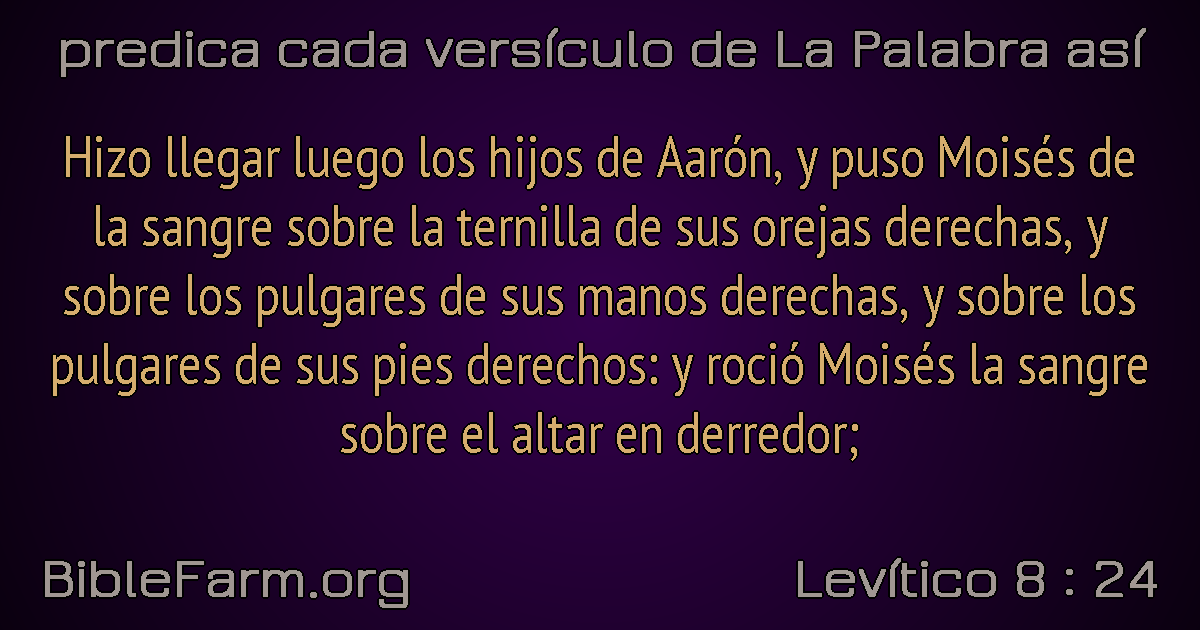 predica cada versículo de La Palabra así
Hizo llegar luego los hijos de Aarón, y puso Moisés de
la sangre sobre la ternilla de sus orejas derechas, y
sobre los pulgares de sus manos derechas, y sobre los
pulgares de sus pies derechos: y roció Moisés la sangre
sobre el altar en derredor;
BibleFarm.org
Levítico 8 : 24